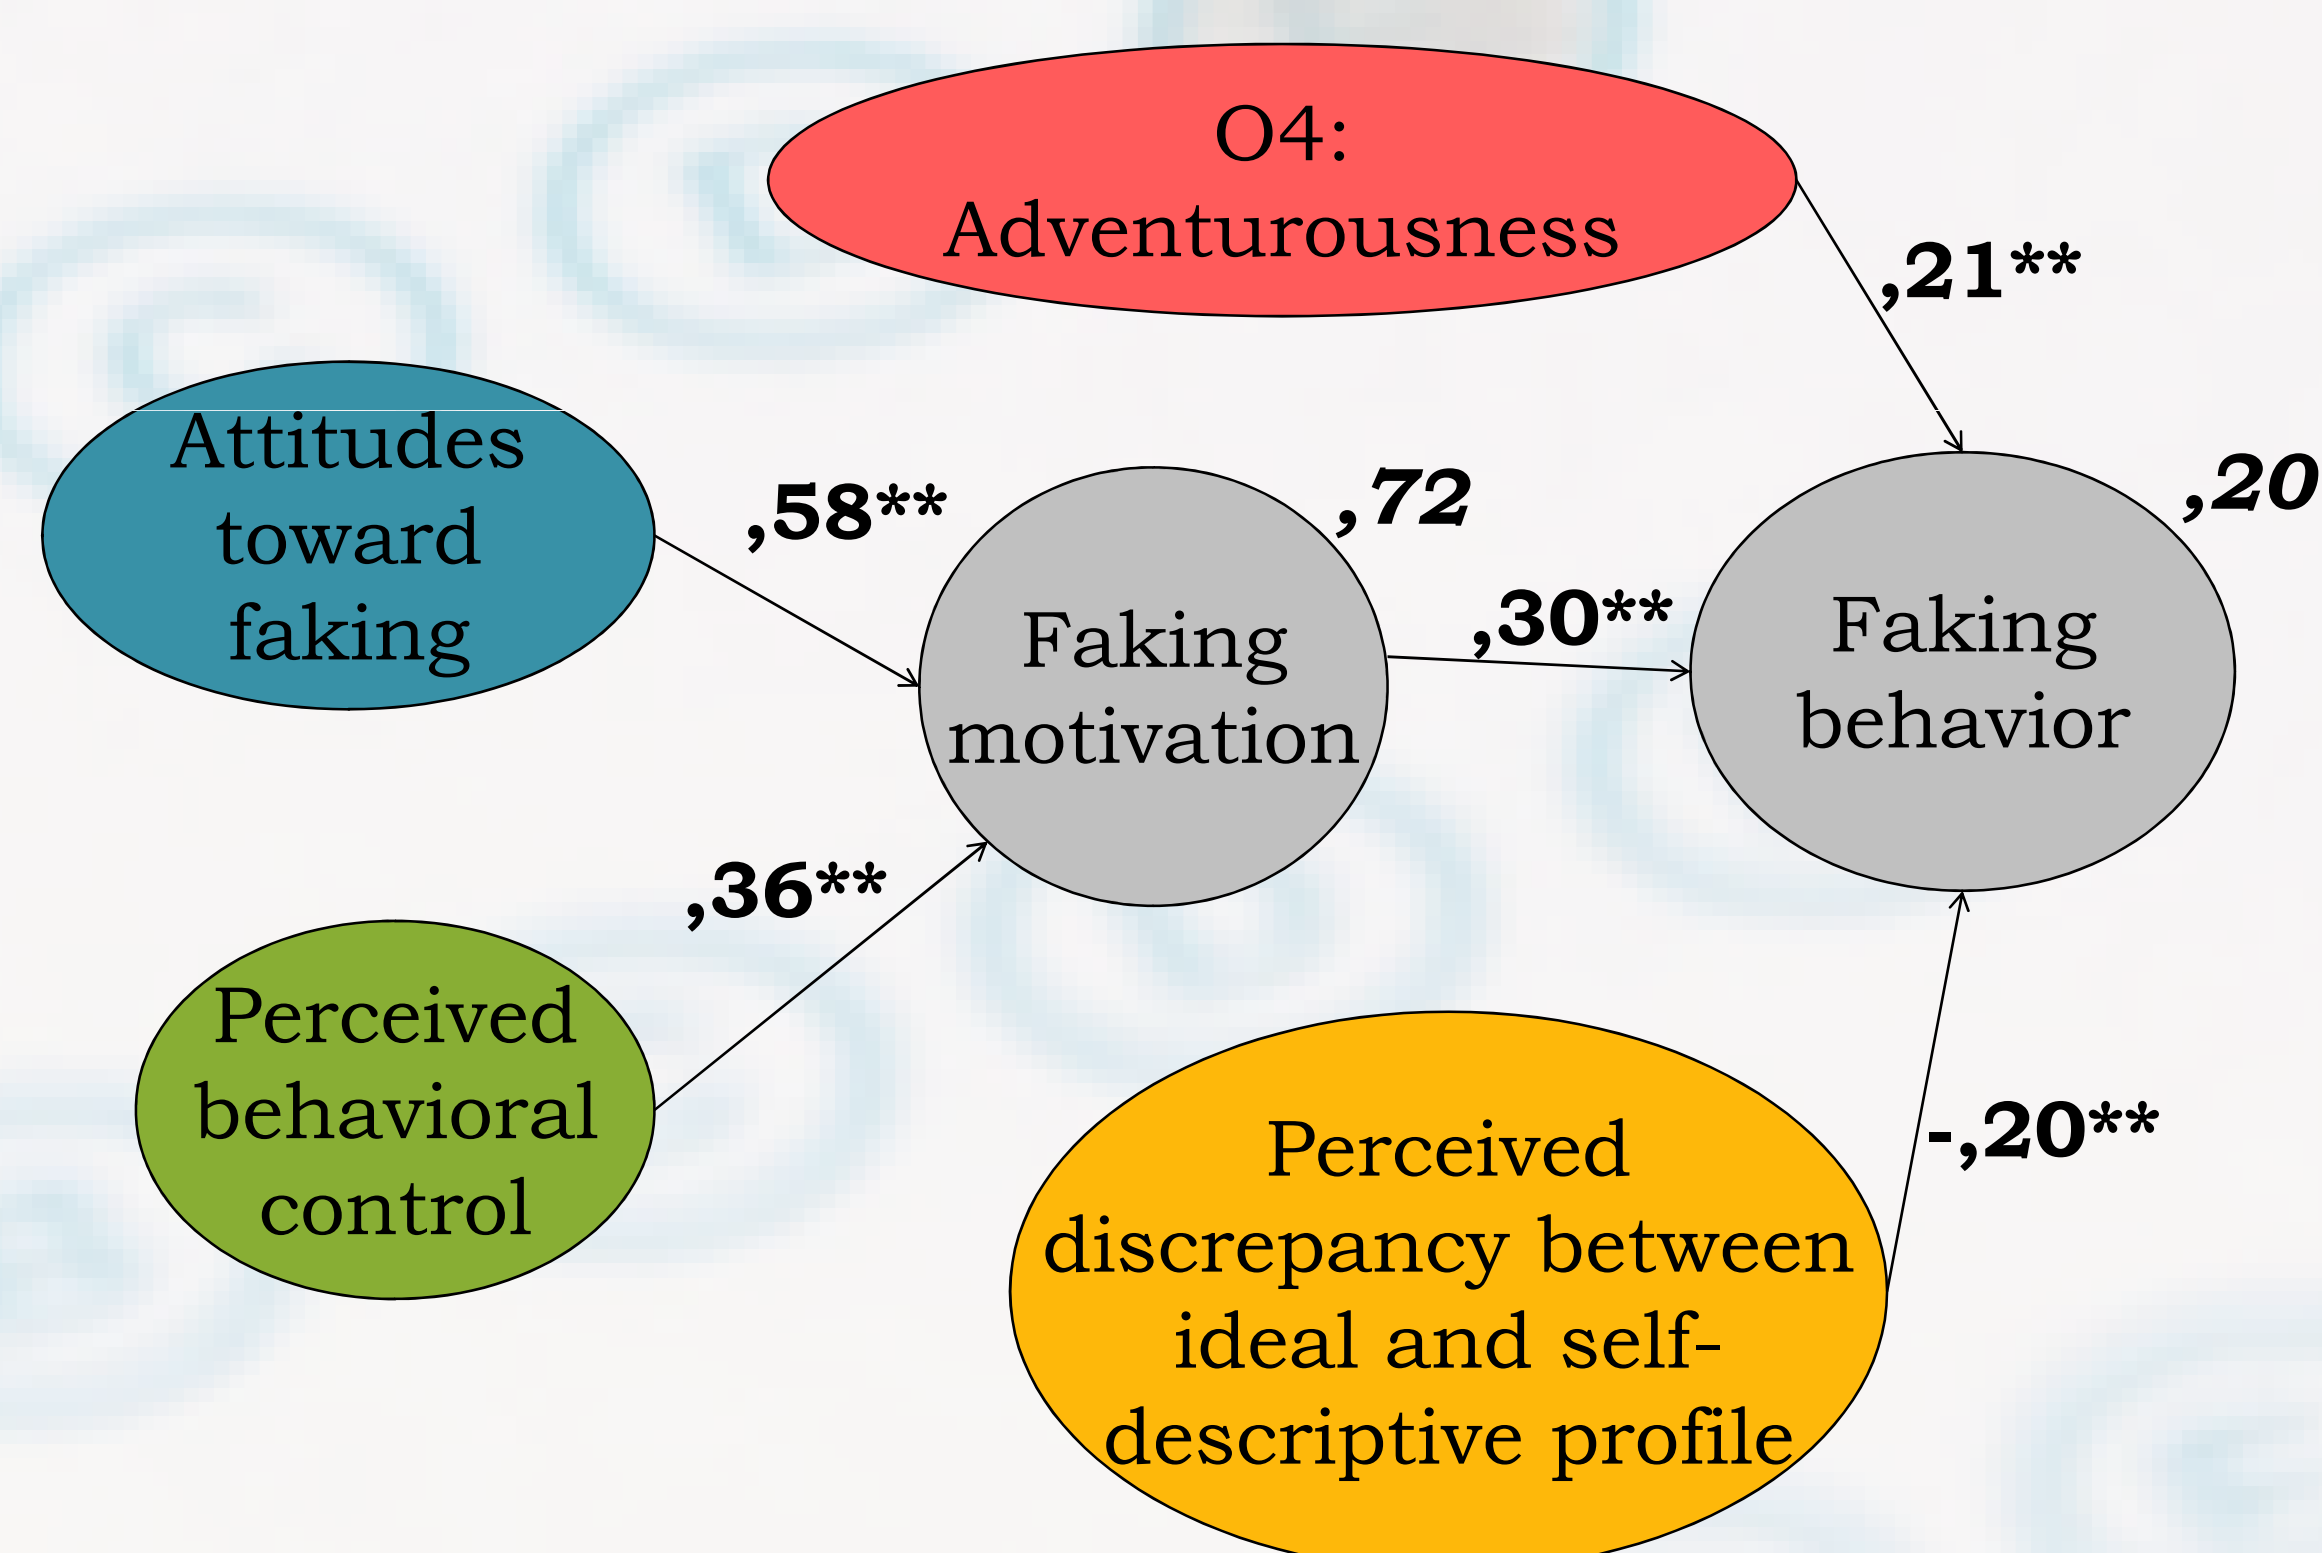 O4:
Adventurousness
,21**
Attitudes
toward
faking
,58**
,72
,20
Faking
motivation
,30**
Faking
behavior
,36**
Perceived
behavioral
control
Perceived
discrepancy between
ideal and self-
descriptive profile
-,20**